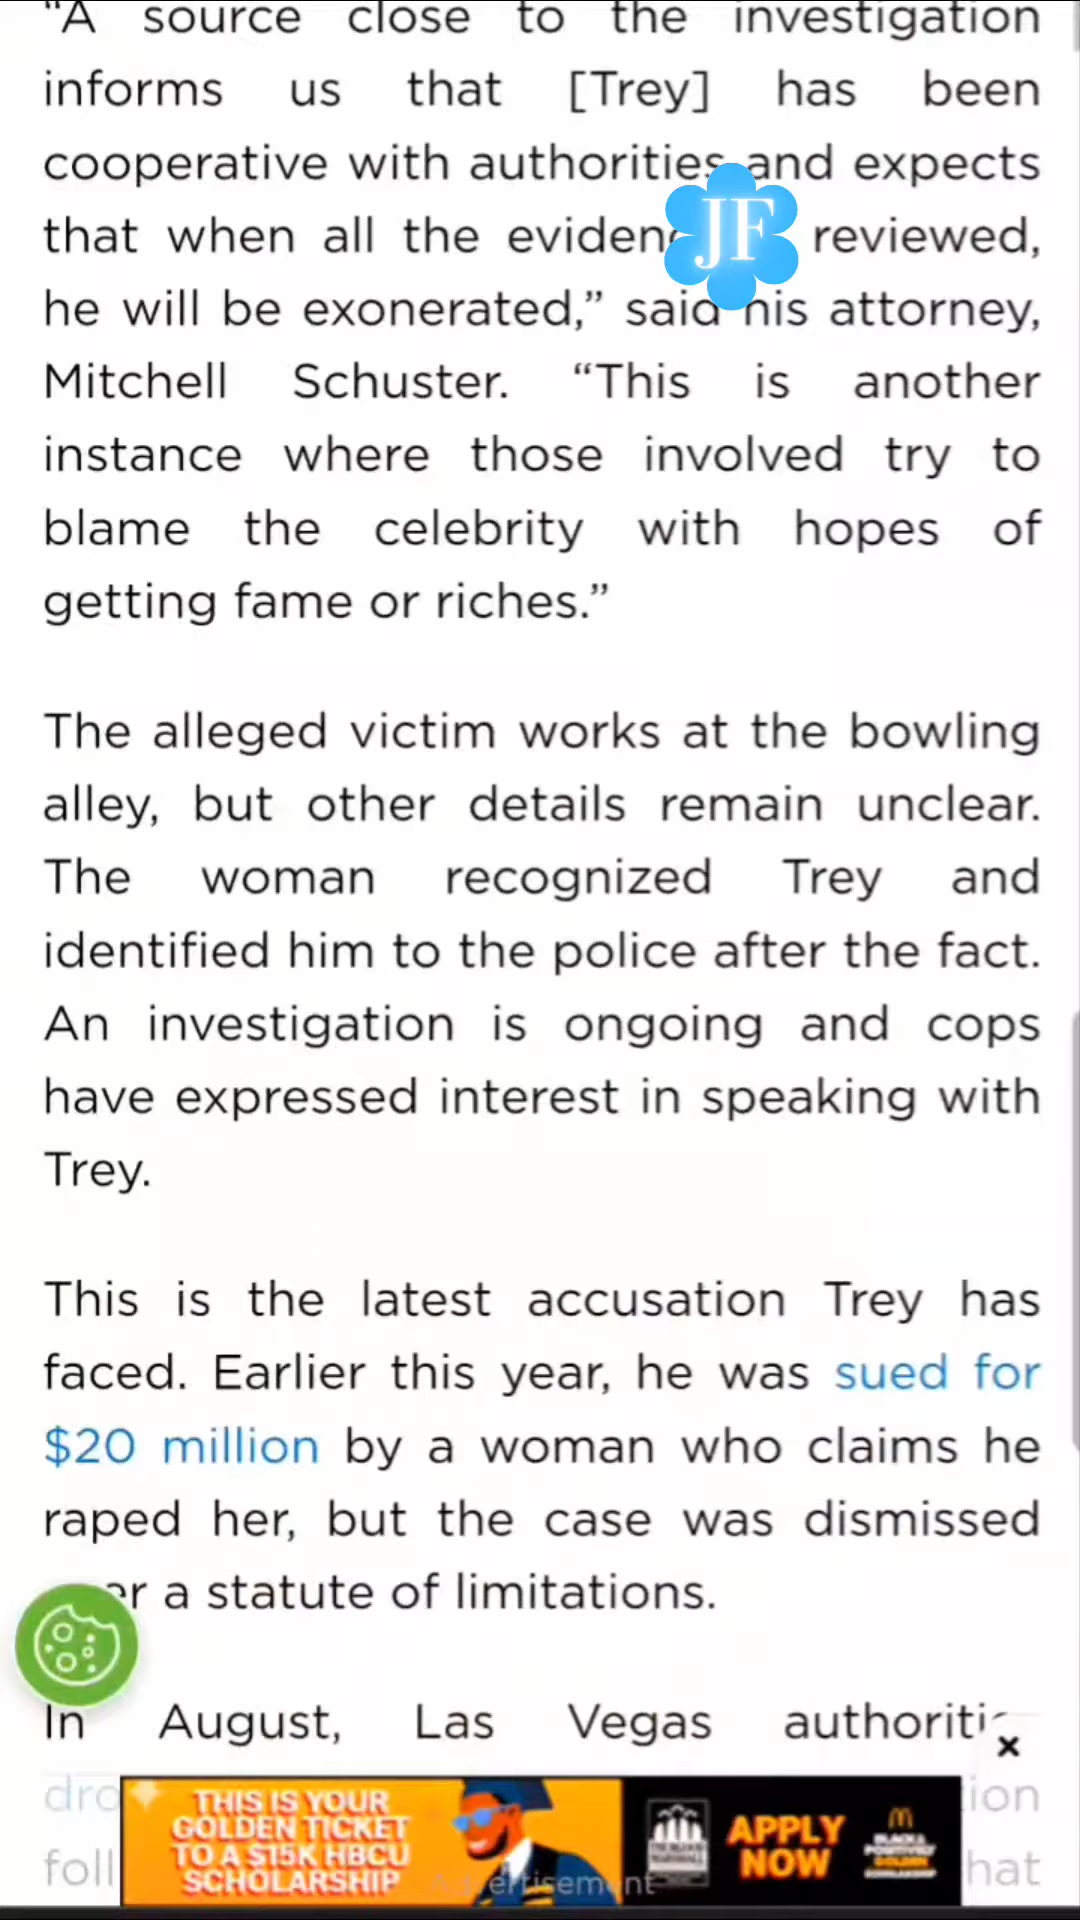 “A source close to the investigation
informs us that [Trey] has been
cooperative with authorities and expects
that when all the reviewed,
he will be exonerated,” said his attorney,
Mitchell Schuster. “This is another
instance where those involved try to
blame the celebrity with hopes of
getting fame or riches.”
JF
The alleged victim works at the bowling
alley, but other details remain unclear.
The woman recognized Trey and
identified him to the police after the fact.
An investigation is ongoing and cops
have expressed interest in speaking with
Trey.
This is the latest accusation Trey has
faced. Earlier this year, he was sued for
$20 million by a woman who claims he
raped her, but the case was dismissed
a statute of limitations.
In August, Las Vegas
THIS IS YOUR
GOLDEN TICKET
TO A $15K HBCU
SCHOLARSHIP
APPLY
NOW
Advertisement